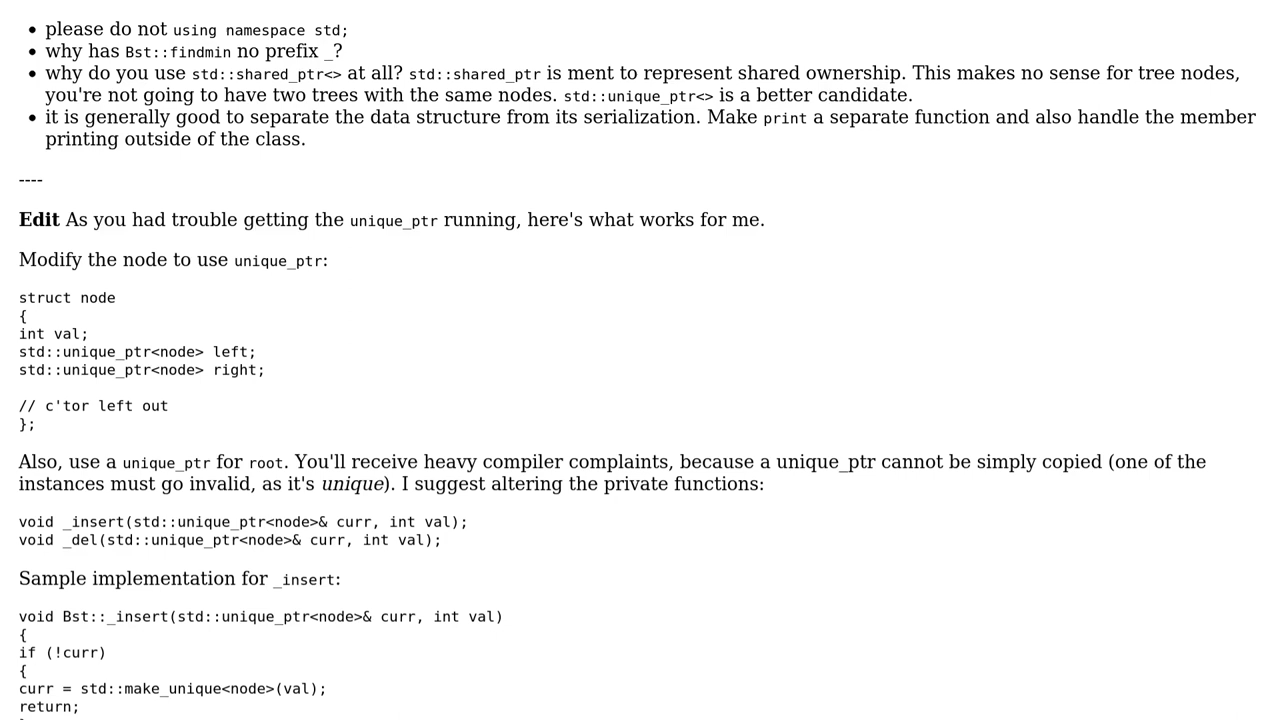 • please do not using namespace std;
• why has Bst::findmin no prefix _?
• why do you use std::shared_ptr<> at all? std::shared_ptr is ment to represent shared ownership. This makes no sense for tree nodes,
you're not going to have two trees with the same nodes. std::unique_ptr<> is a better candidate.
• it is generally good to separate the data structure from its serialization. Make print a separate function and also handle the member
printing outside of the class.
----
Edit As you had trouble getting the unique_ptr running, here's what works for me.
Modify the node to use unique_ptr:
struct node
{
int val;
std::unique_ptr<node> left;
std::unique_ptr<node> right;
// c'tor left out
};
Also, use a unique_ptr for root. You'll receive heavy compiler complaints, because a unique_ptr cannot be simply copied (one of the
instances must go invalid, as it's unique). I suggest altering the private functions:
void _insert(std::unique_ptr<node>& curr, int val);
void _del(std::unique_ptr<node>& curr, int val);
Sample implementation for _insert:
void Bst::_insert(std::unique_ptr<node>& curr, int val)
{
if (!curr)
{
curr = std::make_unique<node>(val);
return;